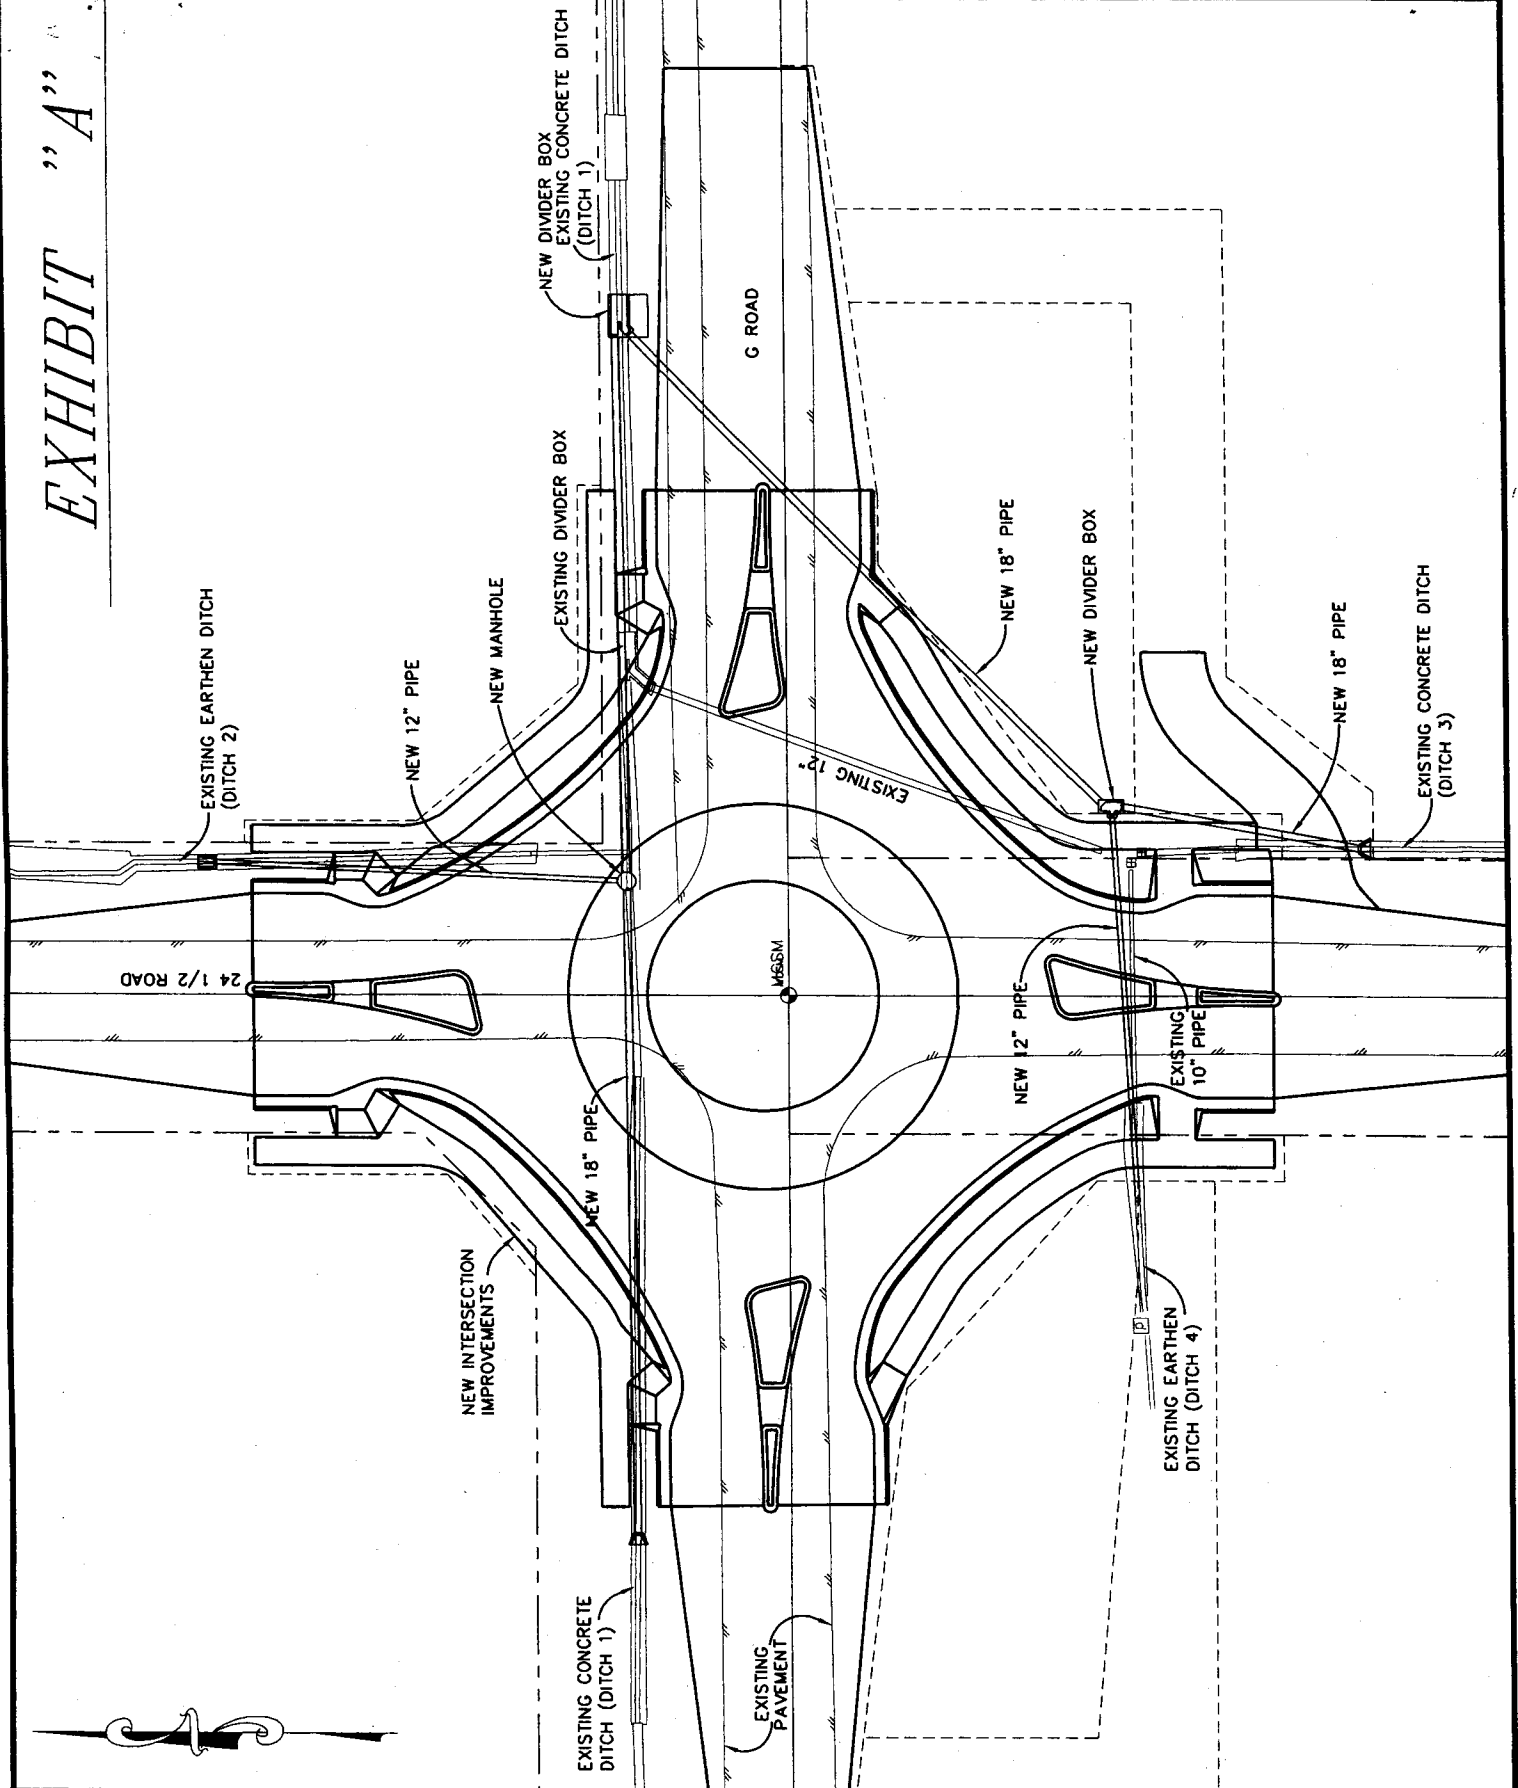 EXHIBIT "A"
NEW DIVIDER BOX
EXISTING CONCRETE DITCH
(DITCH 1)
EXISTING DIVIDER BOX
NEW MANHOLE
EXISTING EARTHEN DITCH
(DITCH 2)
NEW 12" PIPE
24 1/2 ROAD
G ROAD
EXISTING 12"
NEW 18" PIPE
NEW DIVIDER BOX
NEW 18" PIPE
EXISTING CONCRETE DITCH
(DITCH 3)
NEW 12" PIPE
EXISTING
10" PIPE
NEW 18" PIPE
NEW INTERSECTION
IMPROVEMENTS
EXISTING EARTHEN
DITCH (DITCH 4)
EXISTING CONCRETE
DITCH (DITCH 1)
EXISTING
PAVEMENT
N
P